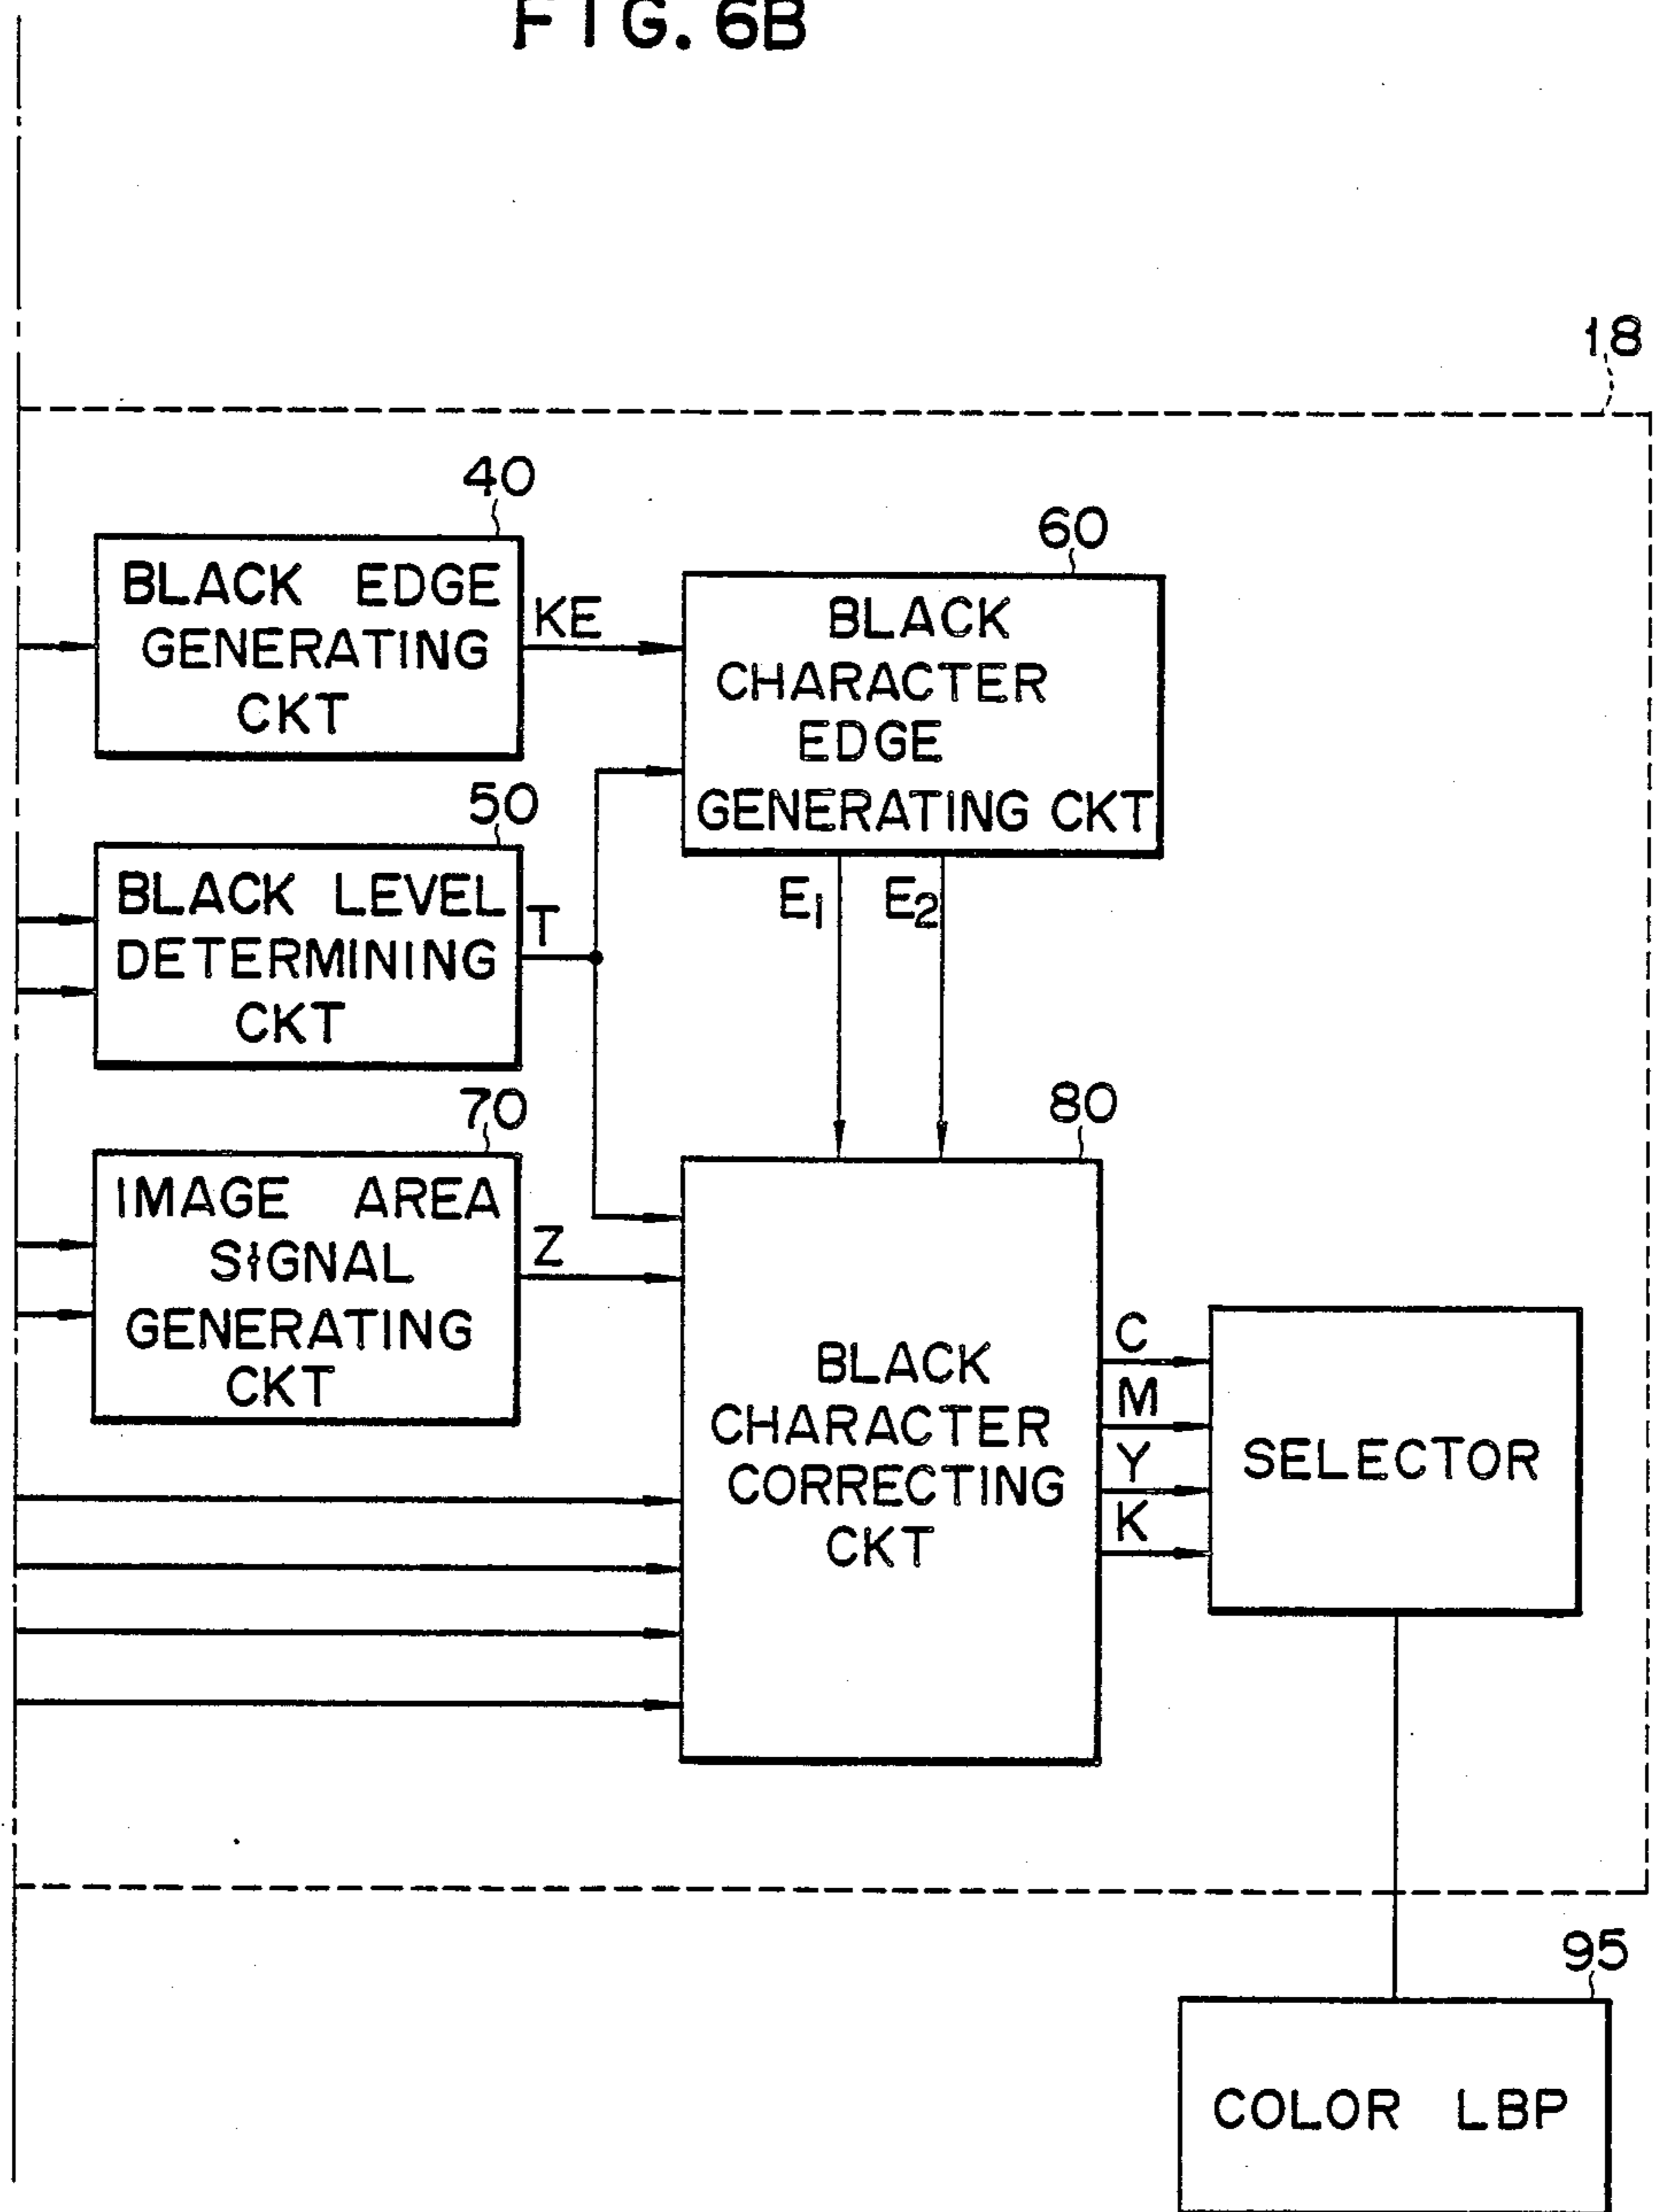 FIG. 6B
18
40
BLACK EDGE
GENERATING
CKT
KE
60
BLACK
CHARACTER
EDGE
GENERATING CKT
50
BLACK LEVEL
DETERMINING
CKT
T
E1 E2
70
IMAGE AREA
SIGNAL
GENERATING
CKT
Z
80
BLACK
CHARACTER
CORRECTING
CKT
C
M
Y
K
SELECTOR
95
COLOR LBP